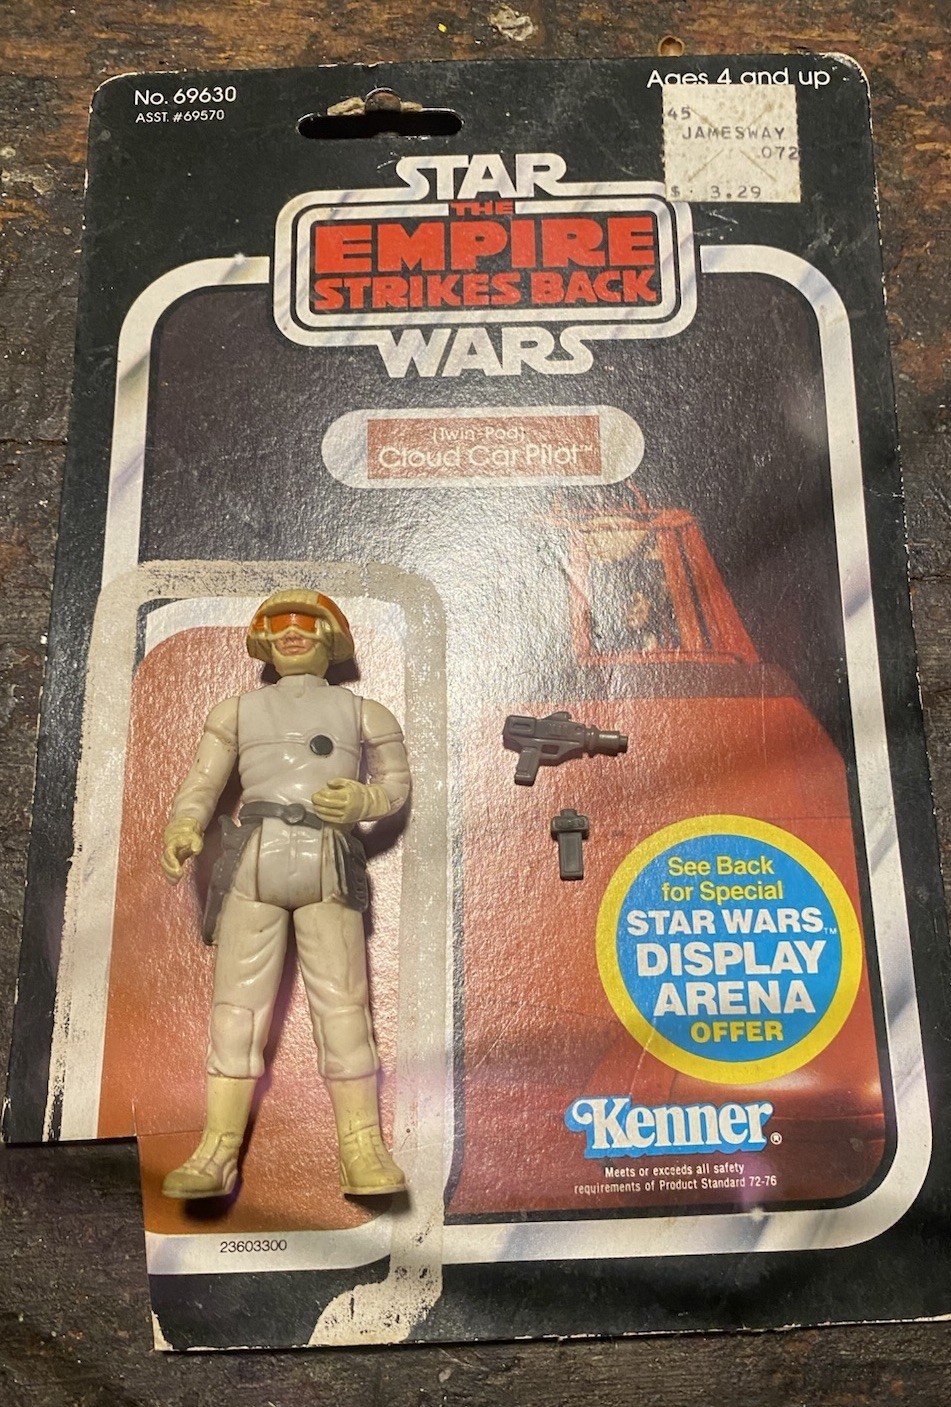 No. 69630
ASST. #69570
Ages 4 and up
45
JAMESWAY
072
$ 3.29
STAR
THE
EMPIRE
STRIKES BACK
WARS
(Twin-Pod)
Cloud Car Pilot™
See Back
for Special
STAR WARS™
DISPLAY
ARENA
OFFER
Kenner®
Meets or exceeds all safety
requirements of Product Standard 72-76
23603300